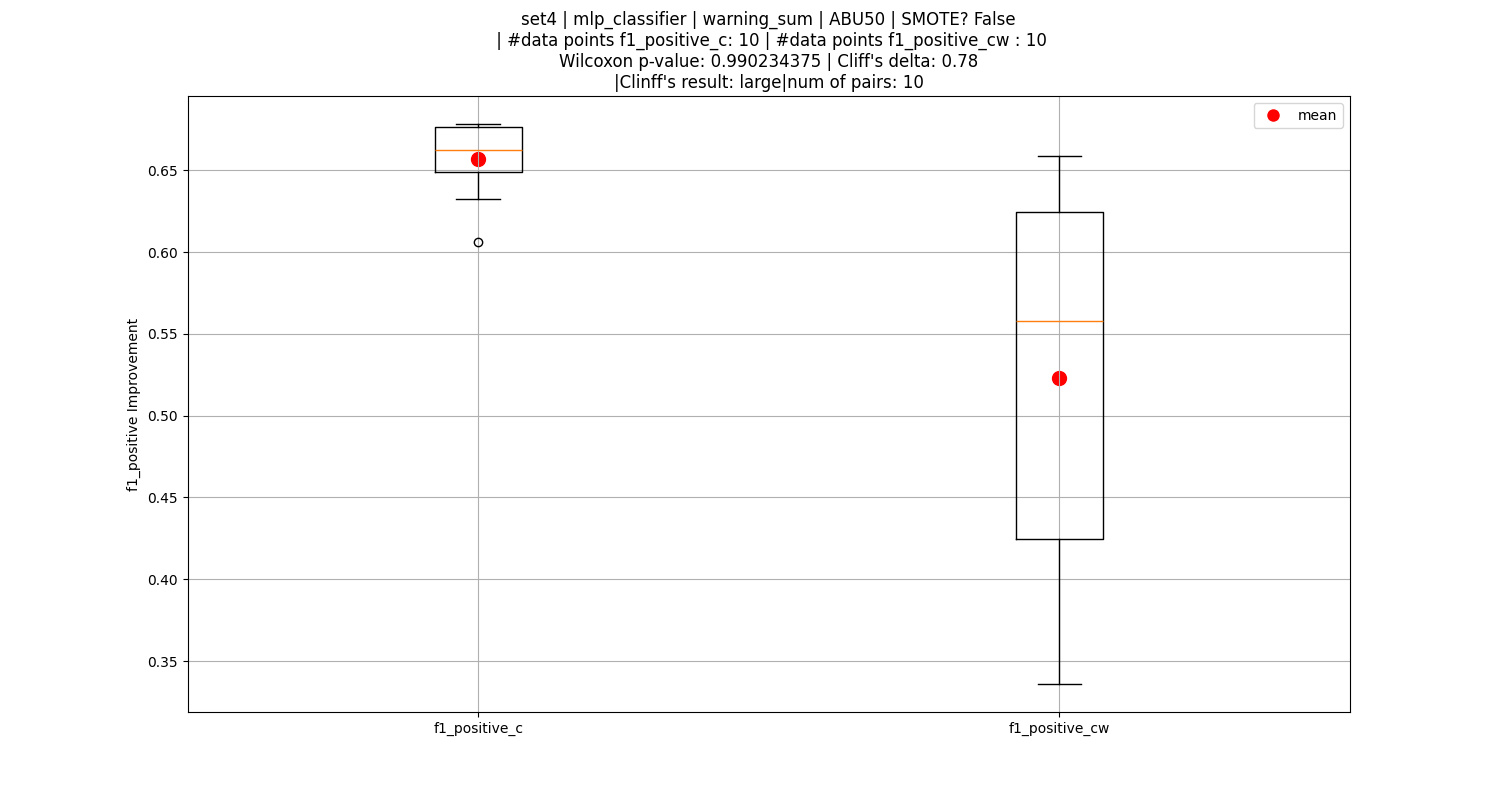 set4 | mlp_classifier | warning_sum | ABU50 | SMOTE? False
| #data points f1_positive_c: 10 | #data points f1_positive_cw : 10
Wilcoxon p-value: 0.990234375 | Cliff's delta: 0.78
|Clinff's result: large|num of pairs: 10
mean
0.65
0.60
0.55
0.50
0.45
0.40
0.35
f1_positive Improvement
f1_positive_c
f1_positive_cw